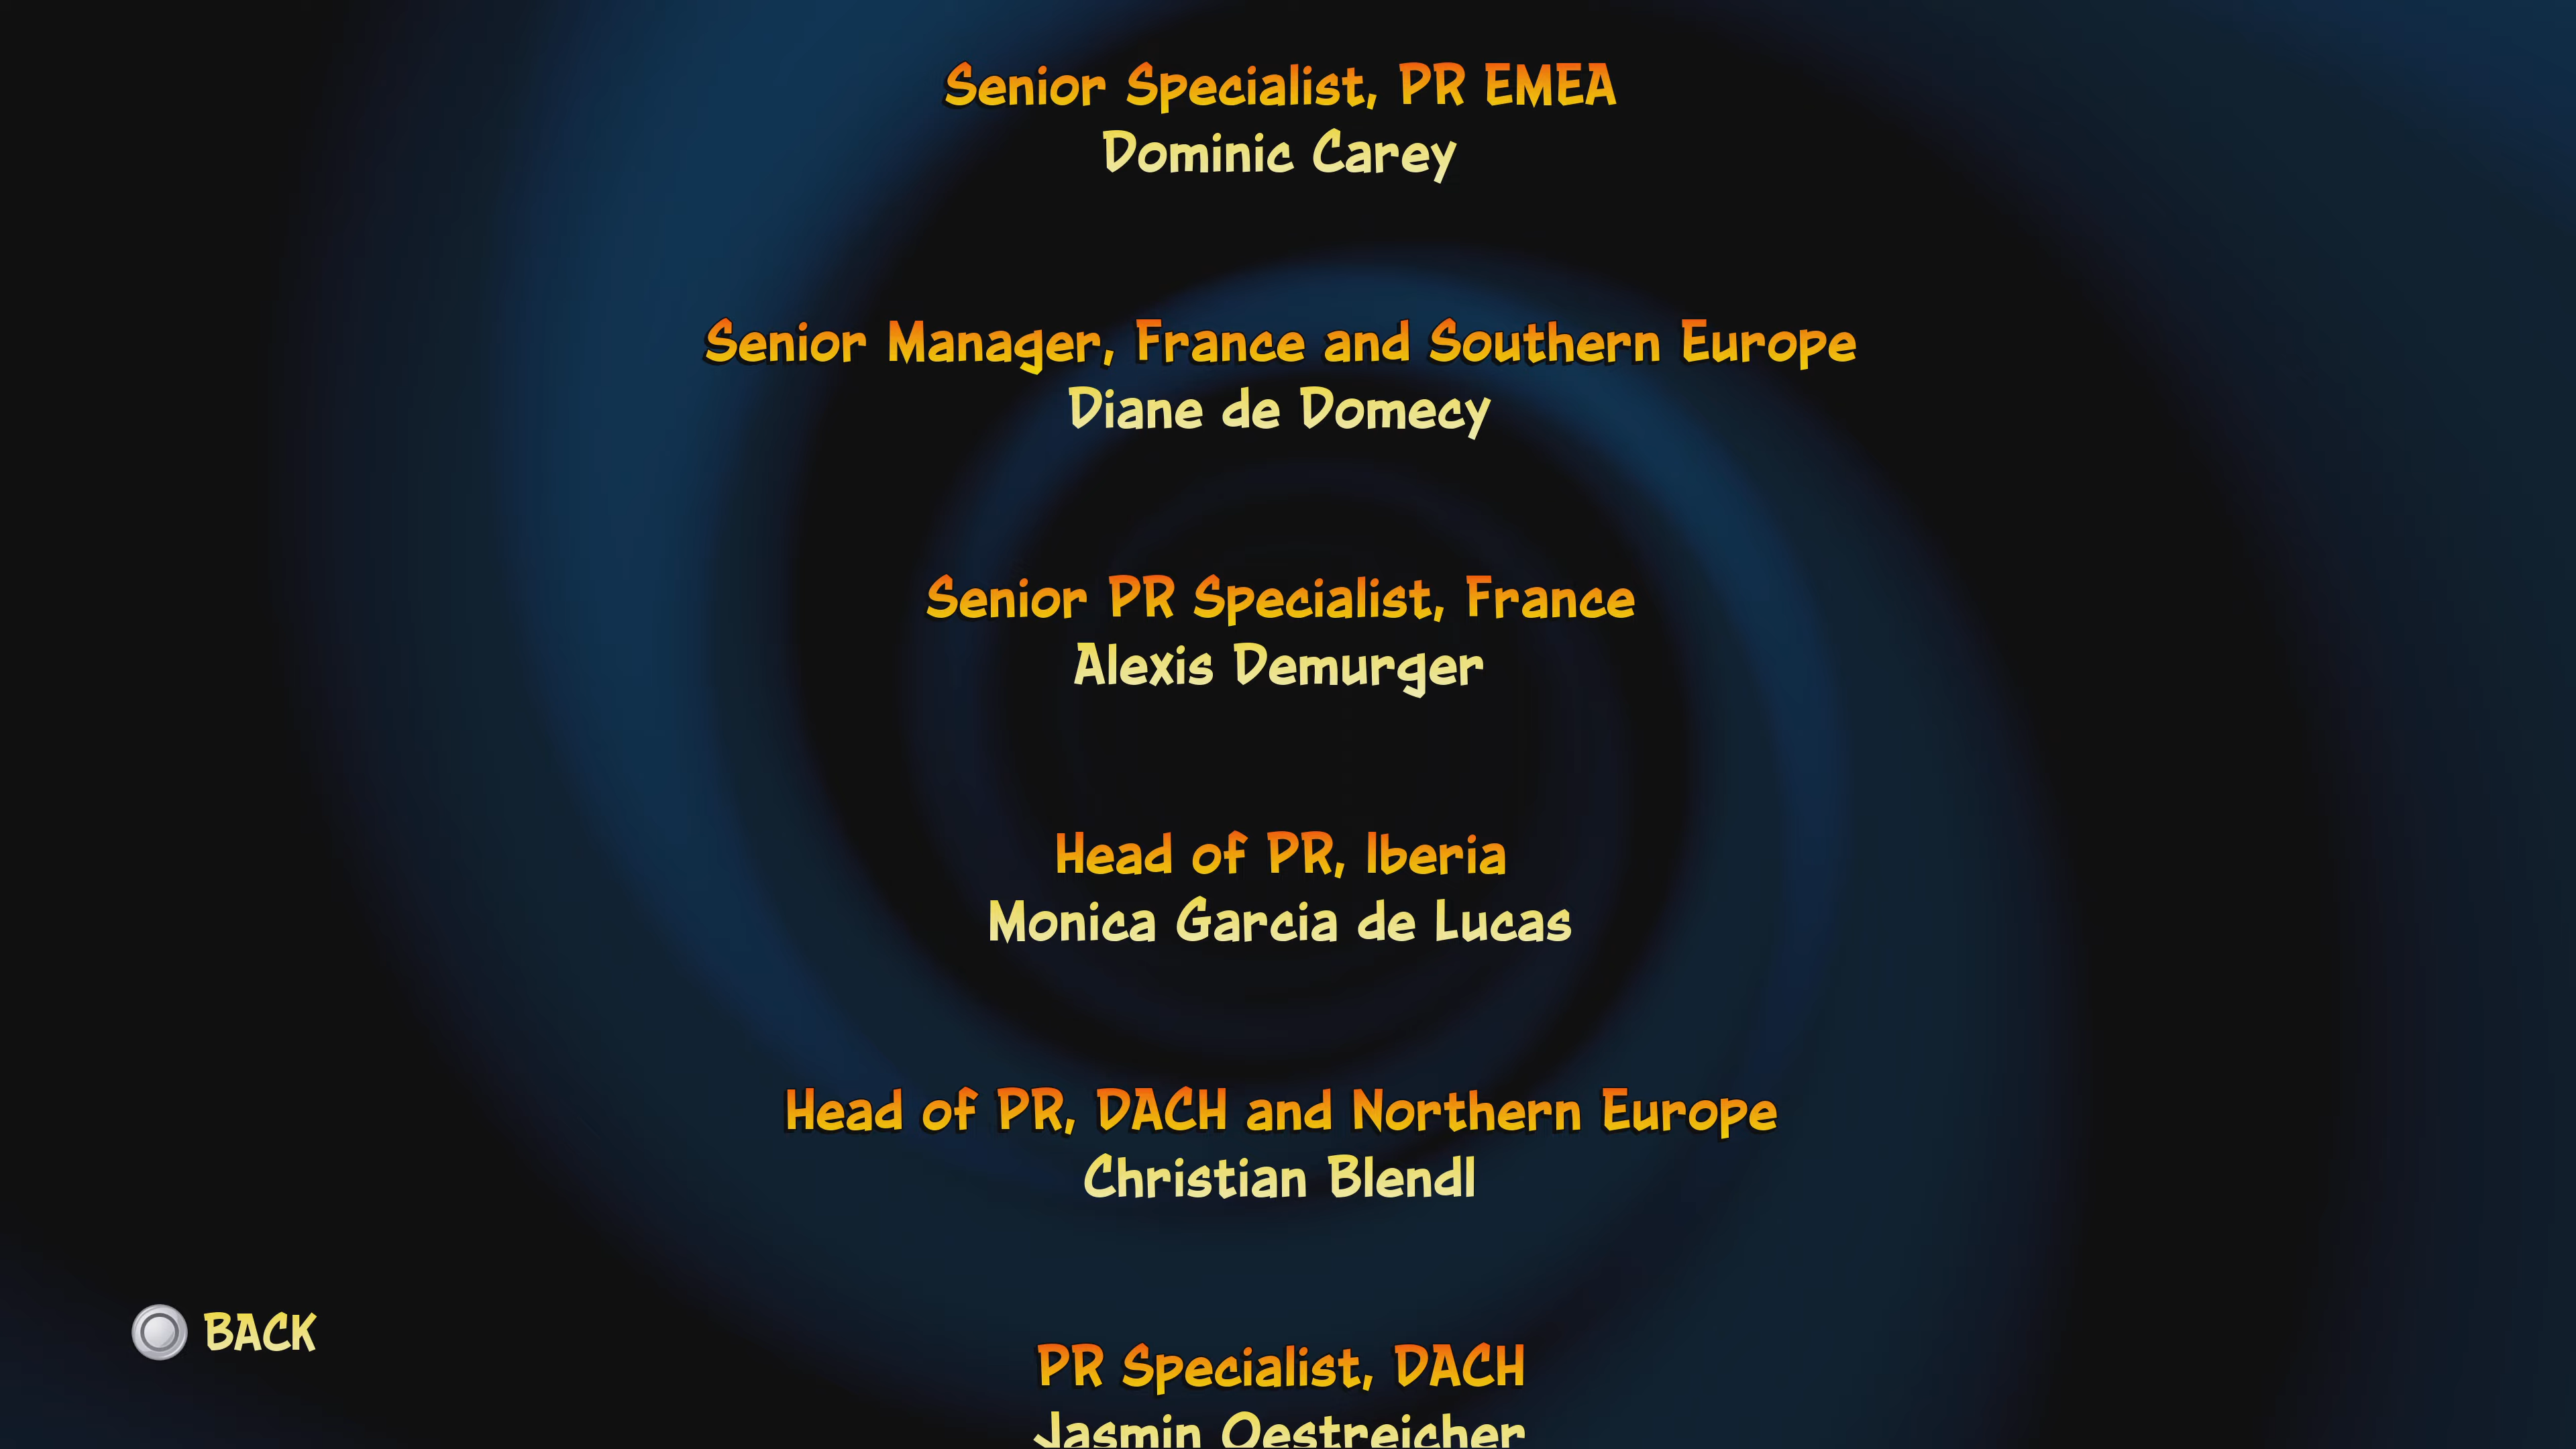 Senior Specialist, PR EMEA
Dominic Carey
Senior Manager, France and Southern Europe
Diane de Domecy
Senior PR Specialist, France
Alexis Demurger
Head of PR, Iberia
Monica Garcia de Lucas
Head of PR, DACH and Northern Europe
Christian Blendl
BACK
PR Specialist, DACH
Jasmin Oestreicher